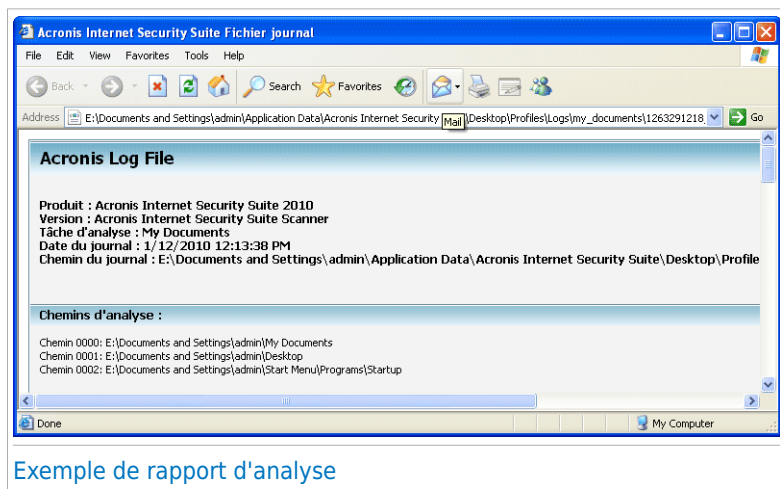 Acronis Internet Security Suite Fichier journal
File Edit View Favorites Tools Help
Back Search Favorites
Address E:\Documents and Settings\admin\Application Data\Acronis Internet Security \Desktop\Profiles\Logs\my_documents\1263291218 Go
Mail
Acronis Log File
Produit : Acronis Internet Security Suite 2010
Version : Acronis Internet Security Suite Scanner
Tâche d'analyse : My Documents
Date du journal : 1/12/2010 12:13:38 PM
Chemin du journal : E:\Documents and Settings\admin\Application Data\Acronis Internet Security Suite\Desktop\Profile
Chemins d'analyse :
Chemin 0000: E:\Documents and Settings\admin\My Documents
Chemin 0001: E:\Documents and Settings\admin\Desktop
Chemin 0002: E:\Documents and Settings\admin\Start Menu\Programs\Startup
Done My Computer
Exemple de rapport d'analyse